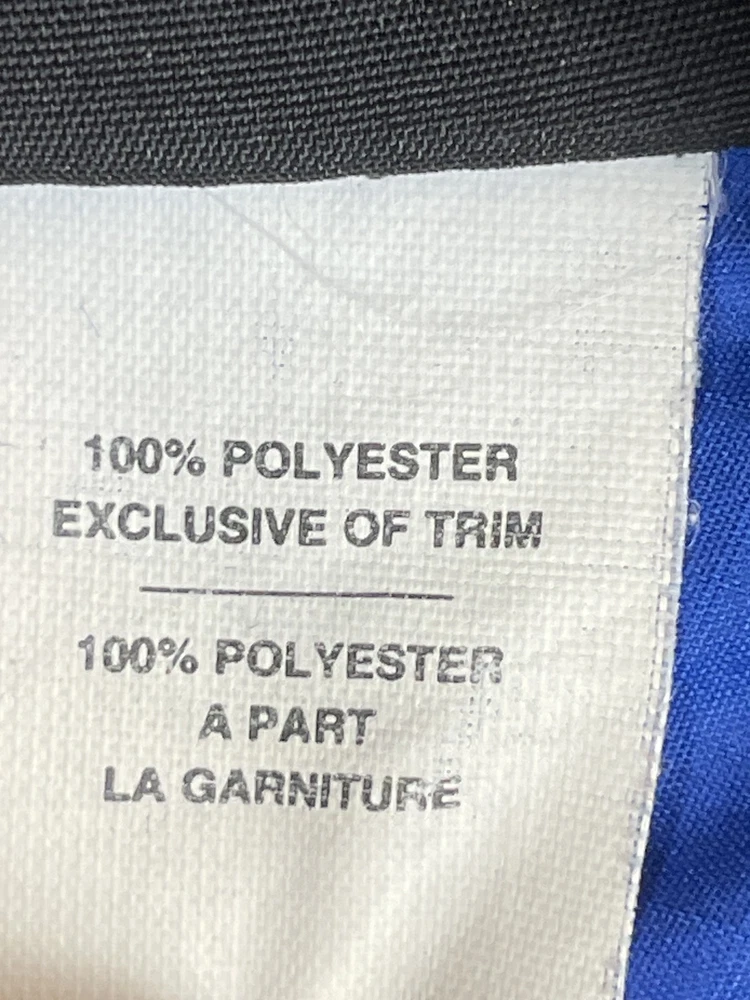 100% POLYESTER
EXCLUSIVE OF TRIM
100% POLYESTER
A PART
LA GARNITURE